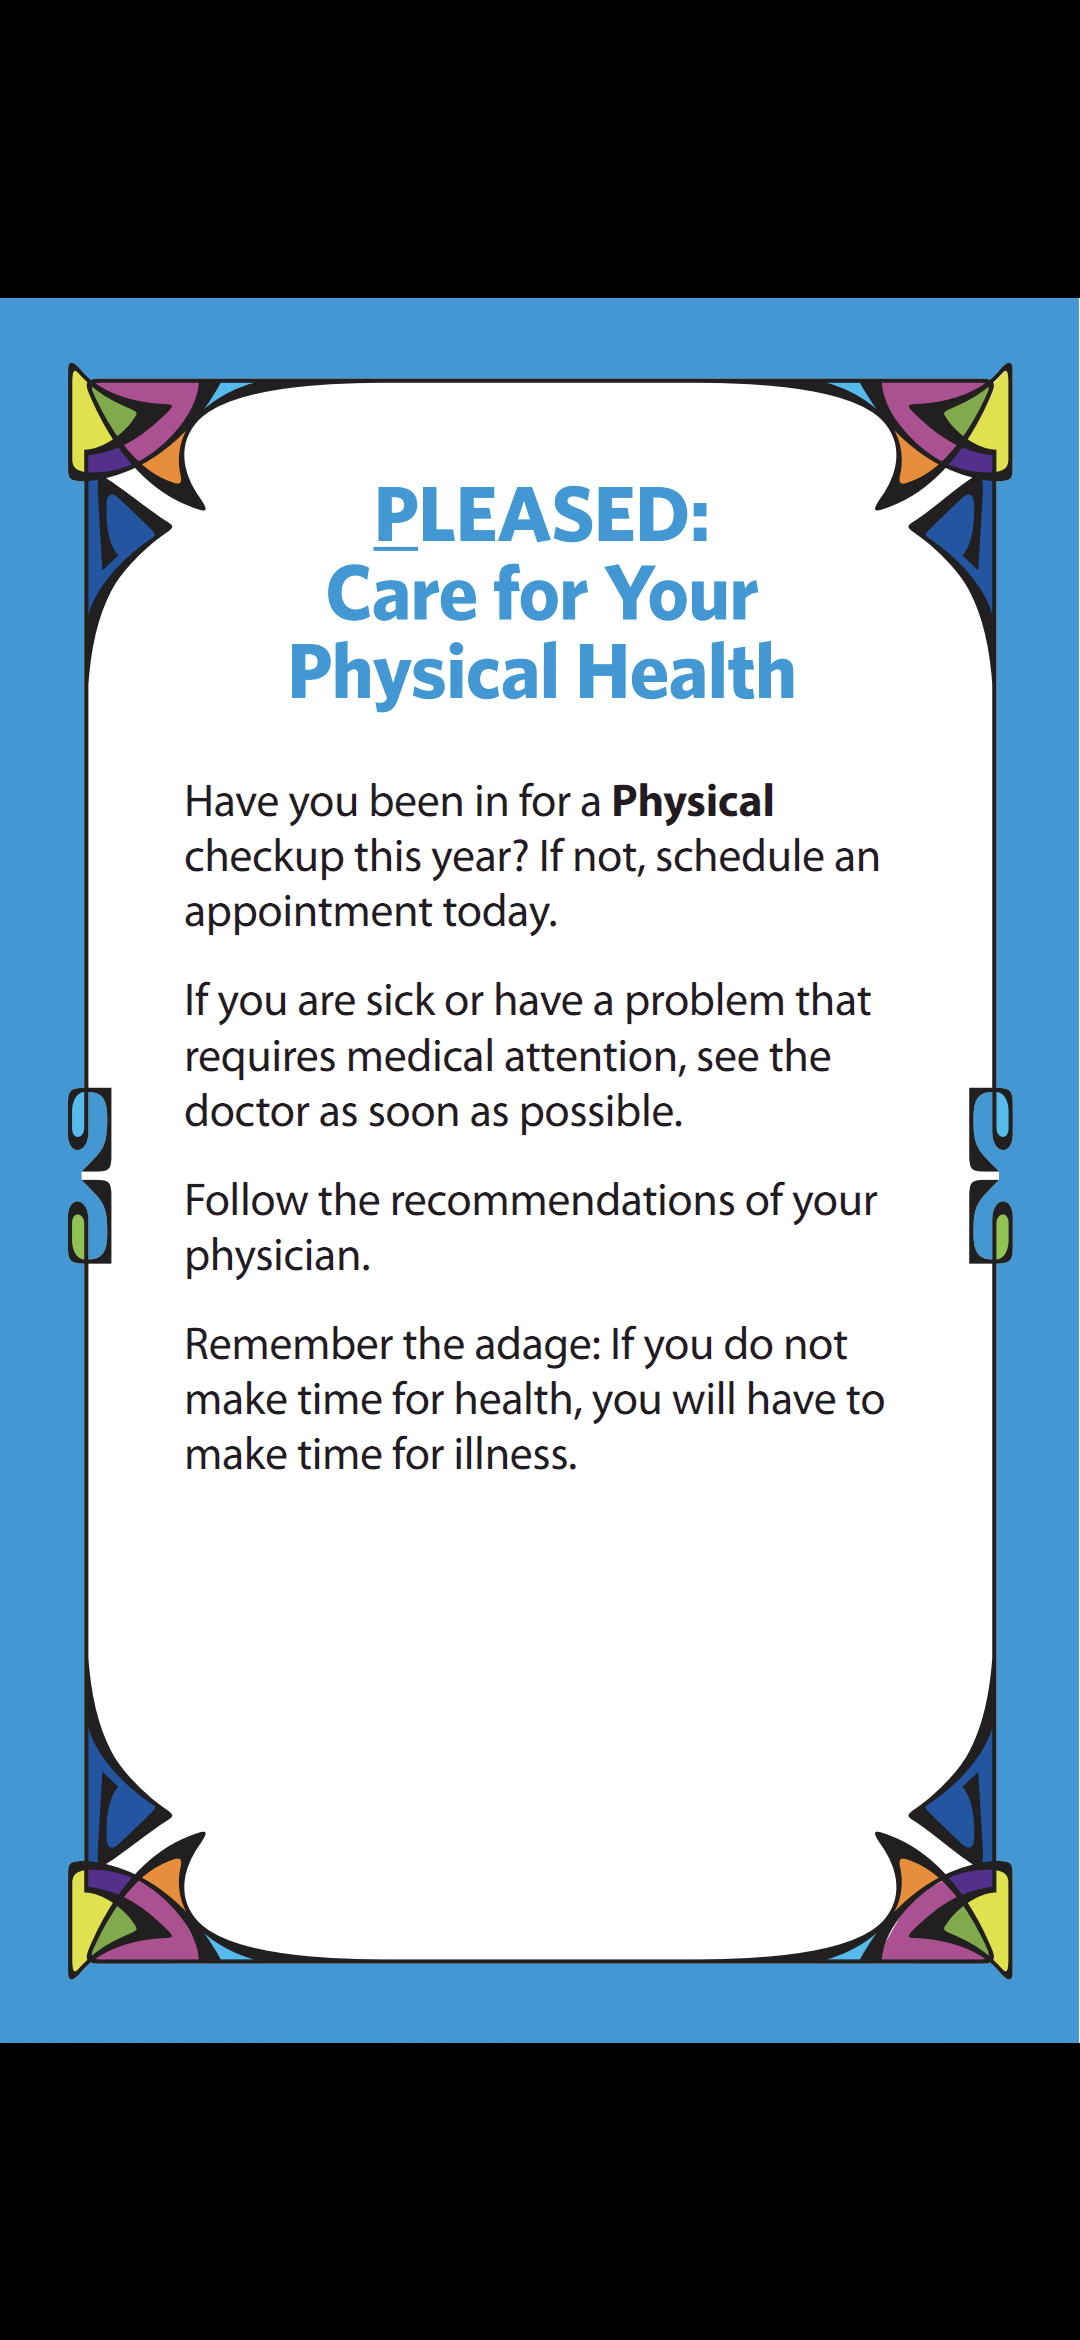 PLEASED:
Care for Your
Physical Health
Have you been in for a Physical
checkup this year? If not, schedule an
appointment today.
If you are sick or have a problem that
requires medical attention, see the
doctor as soon as possible.
Follow the recommendations of your
physician.
Remember the adage: If you do not
make time for health, you will have to
make time for illness.